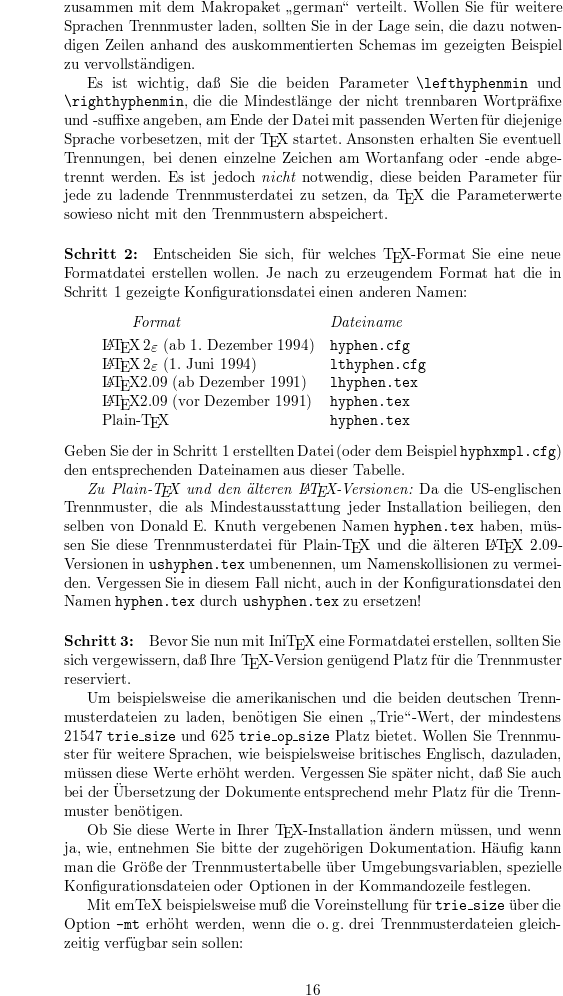 zusammen mit dem Makropaket „german“ verteilt. Wollen Sie für weitere
Sprachen Trennmuster laden, sollten Sie in der Lage sein, die dazu notwen-
digen Zeilen anhand des auskommentierten Schemas im gezeigten Beispiel
zu vervollständigen.
Es ist wichtig, daß Sie die beiden Parameter \lefthyphenmin und
\righthyphenmin, die die Mindestlänge der nicht trennbaren Wortpräfixe
und -suffixe angeben, am Ende der Datei mit passenden Werten für diejenige
Sprache vorbesetzen, mit der TEX startet. Ansonsten erhalten Sie eventuell
Trennungen, bei denen einzelne Zeichen am Wortanfang oder -ende abge-
trennt werden. Es ist jedoch nicht notwendig, diese beiden Parameter für
jede zu ladende Trennmusterdatei zu setzen, da TEX die Parameterwerte
sowieso nicht mit den Trennmustern abspeichert.
Schritt 2: Entscheiden Sie sich, für welches TEX-Format Sie eine neue
Formatdatei erstellen wollen. Je nach zu erzeugendem Format hat die in
Schritt 1 gezeigte Konfigurationsdatei einen anderen Namen:
Format Dateiname
LATEX 2ε (ab 1. Dezember 1994) hyphen.cfg
LATEX 2ε (1. Juni 1994) lthyphen.cfg
LATEX2.09 (ab Dezember 1991) lhyphen.tex
LATEX2.09 (vor Dezember 1991) hyphen.tex
Plain-TEX hyphen.tex
Geben Sie der in Schritt 1 erstellten Datei (oder dem Beispiel hyphxmpl.cfg)
den entsprechenden Dateinamen aus dieser Tabelle.
Zu Plain-TEX und den älteren LATEX-Versionen: Da die US-englischen
Trennmuster, die als Mindestausstattung jeder Installation beiliegen, den
selben von Donald E. Knuth vergebenen Namen hyphen.tex haben, müs-
sen Sie diese Trennmusterdatei für Plain-TEX und die älteren LATEX 2.09-
Versionen in ushyphen.tex umbenennen, um Namenskollisionen zu vermei-
den. Vergessen Sie in diesem Fall nicht, auch in der Konfigurationsdatei den
Namen hyphen.tex durch ushyphen.tex zu ersetzen!
Schritt 3: Bevor Sie nun mit IniTEX eine Formatdatei erstellen, sollten Sie
sich vergewissern, daß Ihre TEX-Version genügend Platz für die Trennmuster
reserviert.
Um beispielsweise die amerikanischen und die beiden deutschen Trenn-
musterdateien zu laden, benötigen Sie einen „Trie“-Wert, der mindestens
21547 trie_size und 625 trie_op_size Platz bietet. Wollen Sie Trennmu-
ster für weitere Sprachen, wie beispielsweise britisches Englisch, dazuladen,
müssen diese Werte erhöht werden. Vergessen Sie später nicht, daß Sie auch
bei der Übersetzung der Dokumente entsprechend mehr Platz für die Trenn-
muster benötigen.
Ob Sie diese Werte in Ihrer TEX-Installation ändern müssen, und wenn
ja, wie, entnehmen Sie bitte der zugehörigen Dokumentation. Häufig kann
man die Größe der Trennmustertabelle über Umgebungsvariablen, spezielle
Konfigurationsdateien oder Optionen in der Kommandozeile festlegen.
Mit emTeX beispielsweise muß die Voreinstellung für trie_size über die
Option -mt erhöht werden, wenn die o. g. drei Trennmusterdateien gleich-
zeitig verfügbar sein sollen:
16